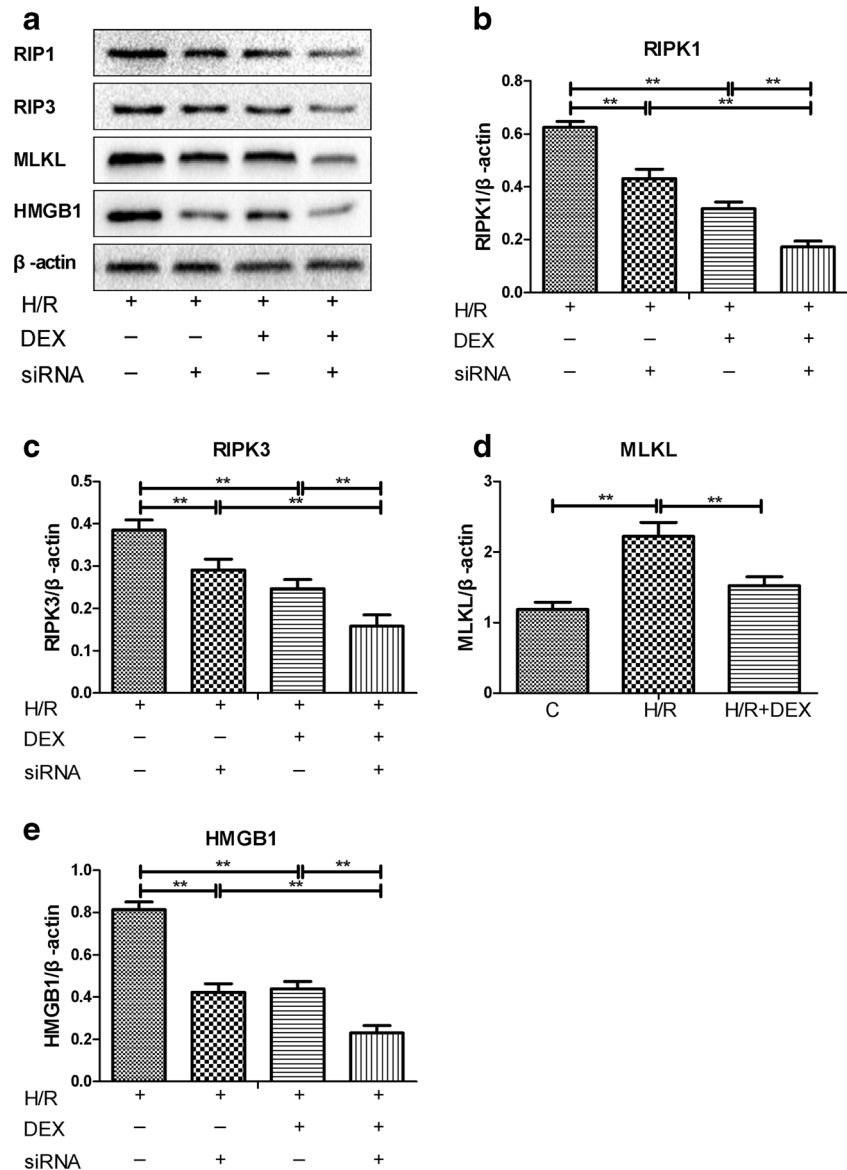 a
RIP1
RIP3
MLKL
HMGB1
β -actin
H/R + + + +
DEX – – + +
siRNA – + – +
b
RIPK1
** **
** **
RIPK1/β -actin
0.8
0.6
0.4
0.2
0.0
H/R + + + +
DEX – – + +
siRNA – + – +
c
RIPK3
** **
** **
RIPK3/β -actin
0.5
0.4
0.3
0.2
0.1
0.0
H/R + + + +
DEX – – + +
siRNA – + – +
d
MLKL
** **
MLKL/β -actin
3
2
1
0
C H/R H/R+DEX
e
HMGB1
** **
** **
HMGB1/β -actin
1.0
0.8
0.6
0.4
0.2
0.0
H/R + + + +
DEX – – + +
siRNA – + – +